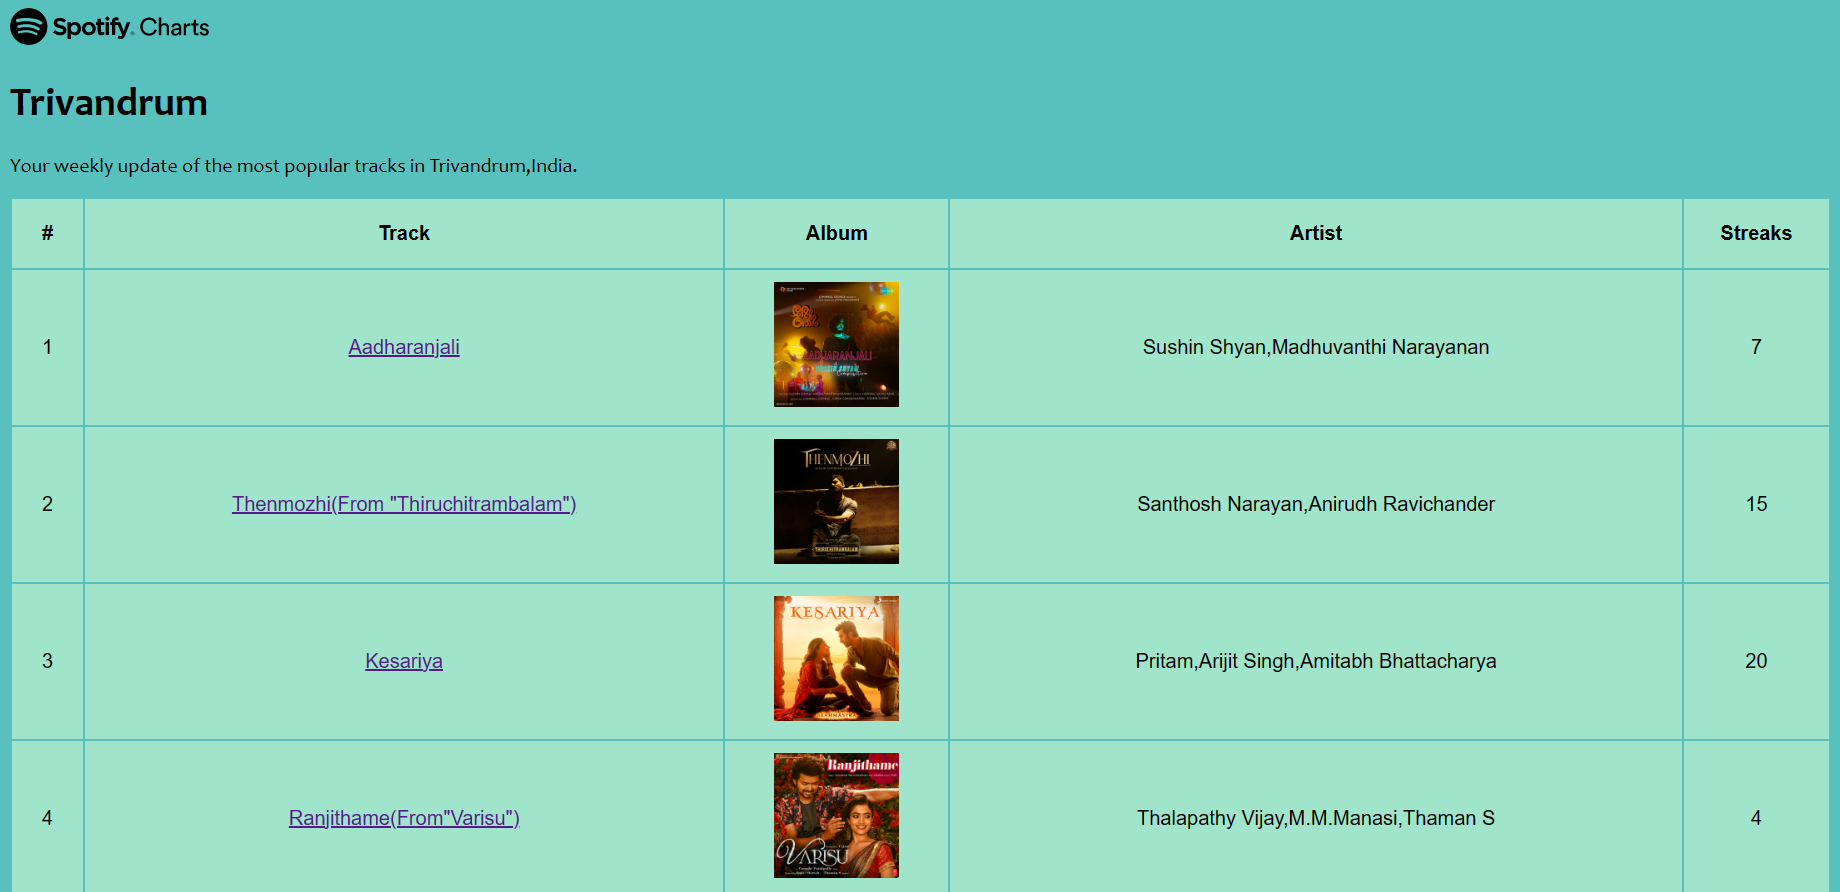 Spotify Charts
Trivandrum
Your weekly update of the most popular tracks in Trivandrum,India.
# Track Album Artist Streaks
1 Aadharanjali Sushin Shyan,Madhuvanthi Narayanan 7
AADHARANJALI
SUSHIN SHYAM
2 Thenmozhi(From "Thiruchitrambalam") Santhosh Narayan,Anirudh Ravichander 15
THENMOZHI
THIRUCHITRAMBALAM
3 Kesariya Pritam,Arijit Singh,Amitabh Bhattacharya 20
KESARIYA
BRAHMASTRA
4 Ranjithame(From"Varisu") Thalapathy Vijay,M.M.Manasi,Thaman S 4
Ranjithame
VARISU